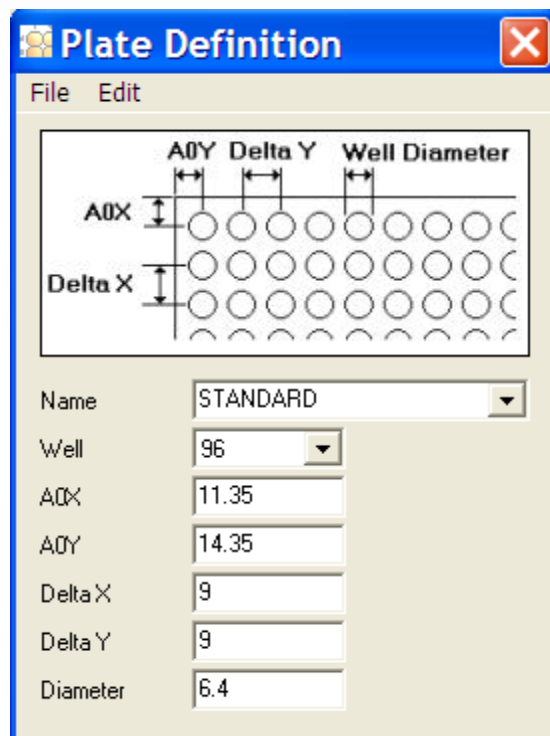 Plate Definition
File Edit
A0Y Delta Y Well Diameter
A0X
Delta X
Name STANDARD
Well 96
A0X 11.35
A0Y 14.35
Delta X 9
Delta Y 9
Diameter 6.4